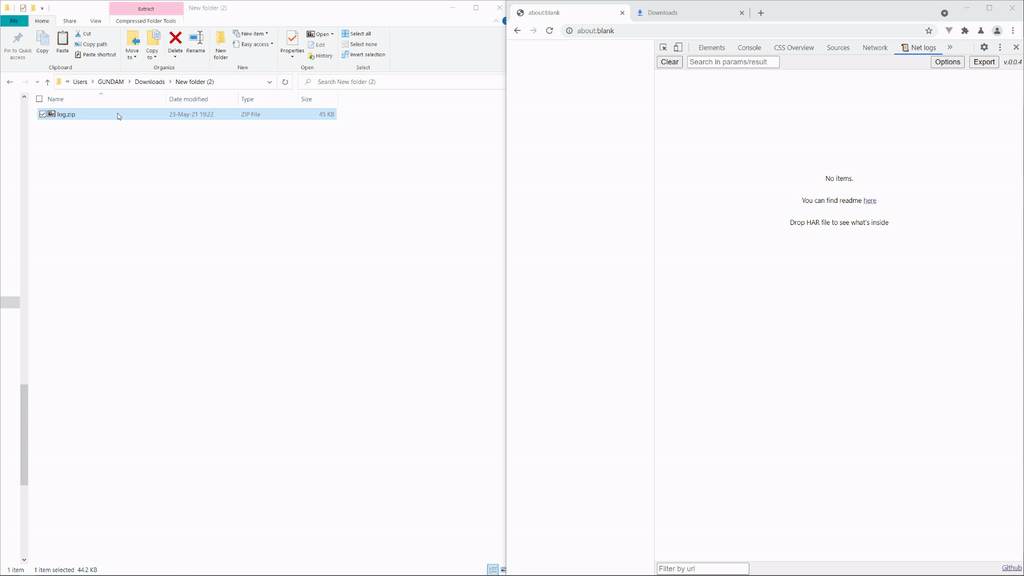 Extract
New folder (2)
File
Home
Share
View
Compressed Folder Tools
Pin to Quick access
Copy
Paste
Cut
Copy path
Paste shortcut
Clipboard
Move to
Copy to
Delete
Rename
Organize
New folder
New item
Easy access
New
Properties
Open
Edit
History
Open
Select all
Select none
Invert selection
Select
Users > GUNDAM > Downloads > New folder (2)
Search New folder (2)
Name
Date modified
Type
Size
log.zip
23-May-21 19:22
ZIP File
45 KB
1 item
1 item selected 44.2 KB
about:blank
Downloads
about:blank
Elements
Console
CSS Overview
Sources
Network
Net logs
Clear
Search in params/result
Options
Export
v.0.0.4
No items.
You can find readme here
Drop HAR file to see what's inside
Filter by url
Github